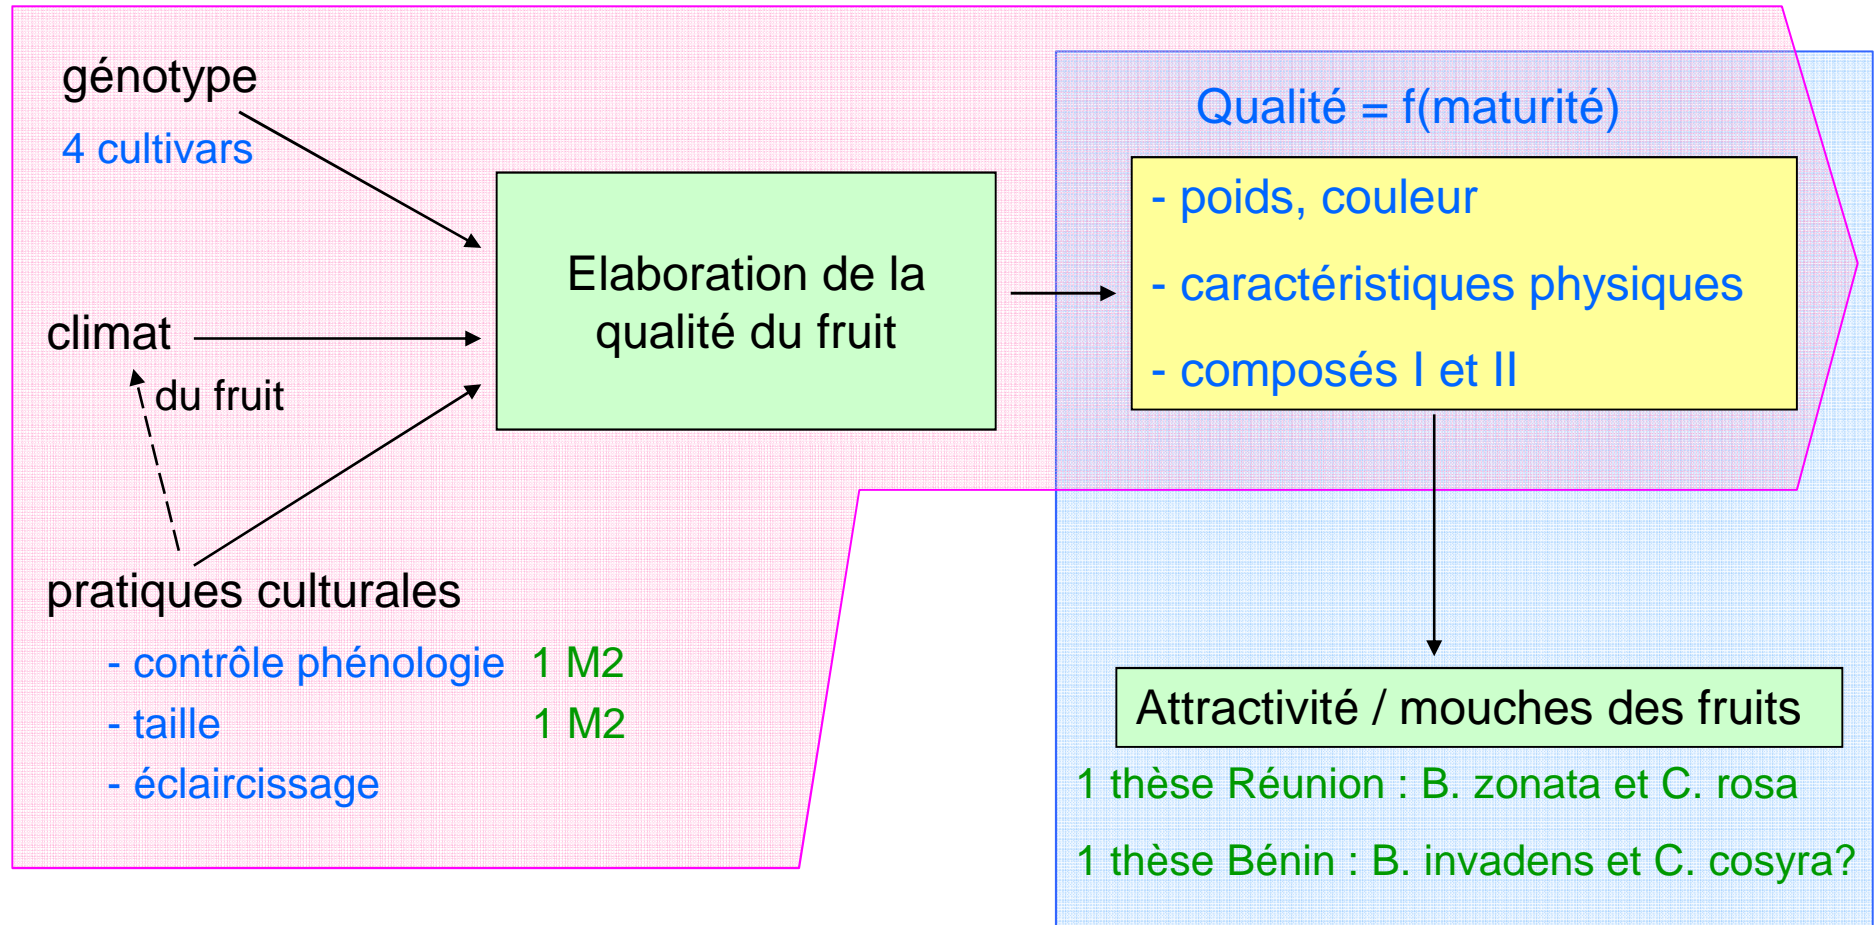 génotype
4 cultivars
climat
du fruit
pratiques culturales
- contrôle phénologie 1 M2
- taille 1 M2
- éclaircissage
Elaboration de la
qualité du fruit
Qualité = f(maturité)
- poids, couleur
- caractéristiques physiques
- composés I et II
Attractivité / mouches des fruits
1 thèse Réunion : B. zonata et C. rosa
1 thèse Bénin : B. invadens et C. cosyra?